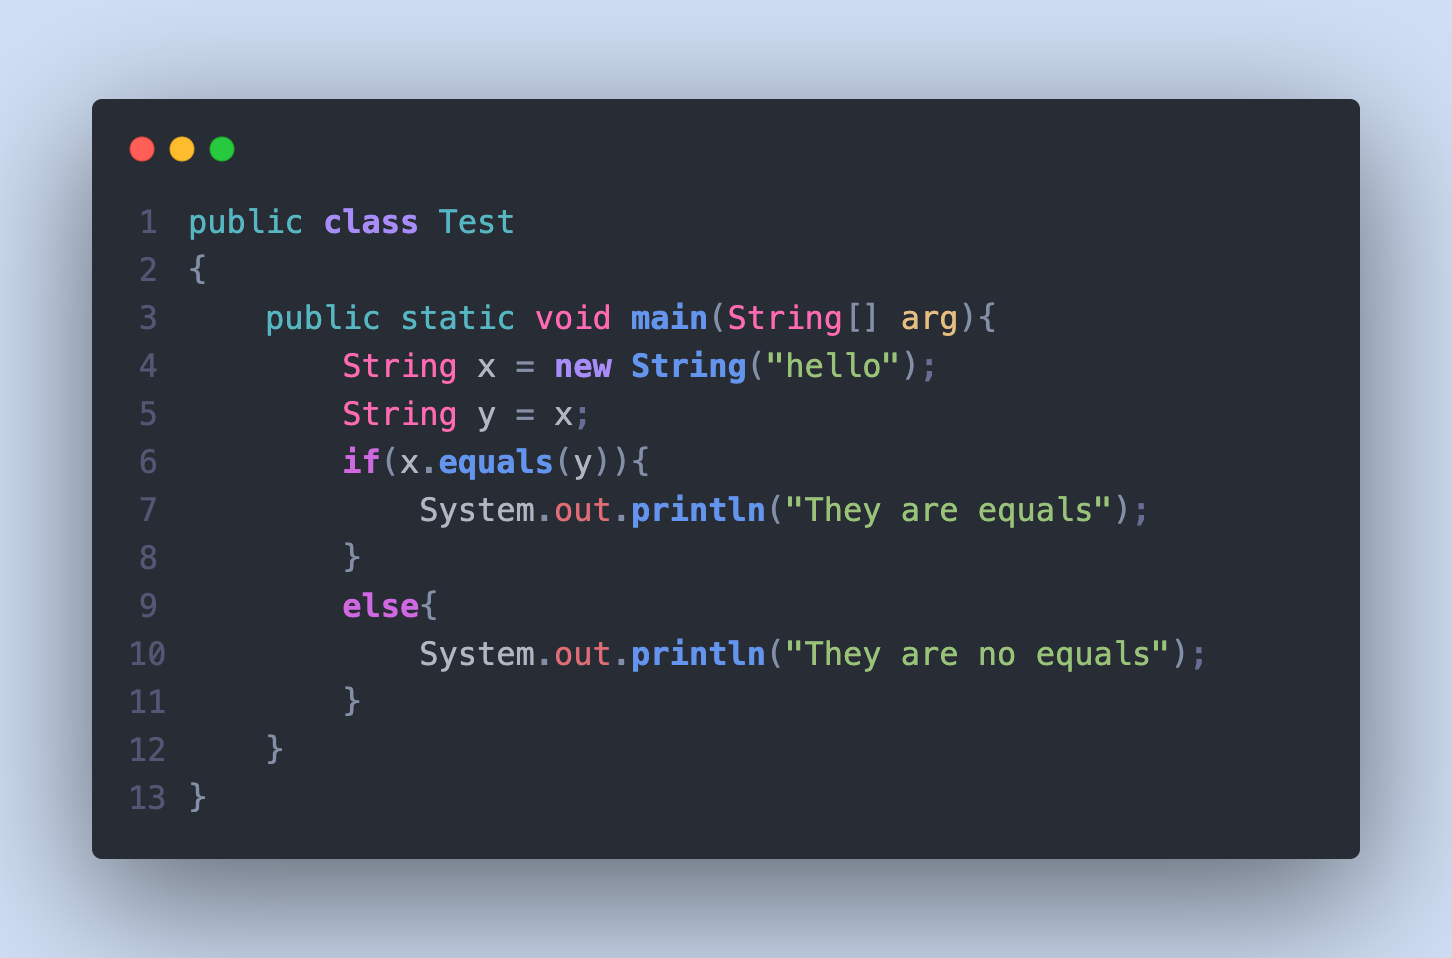 1 public class Test
2 {
3     public static void main(String[] arg){
4         String x = new String("hello");
5         String y = x;
6         if(x.equals(y)){
7             System.out.println("They are equals");
8         }
9         else{
10             System.out.println("They are no equals");
11         }
12     }
13 }